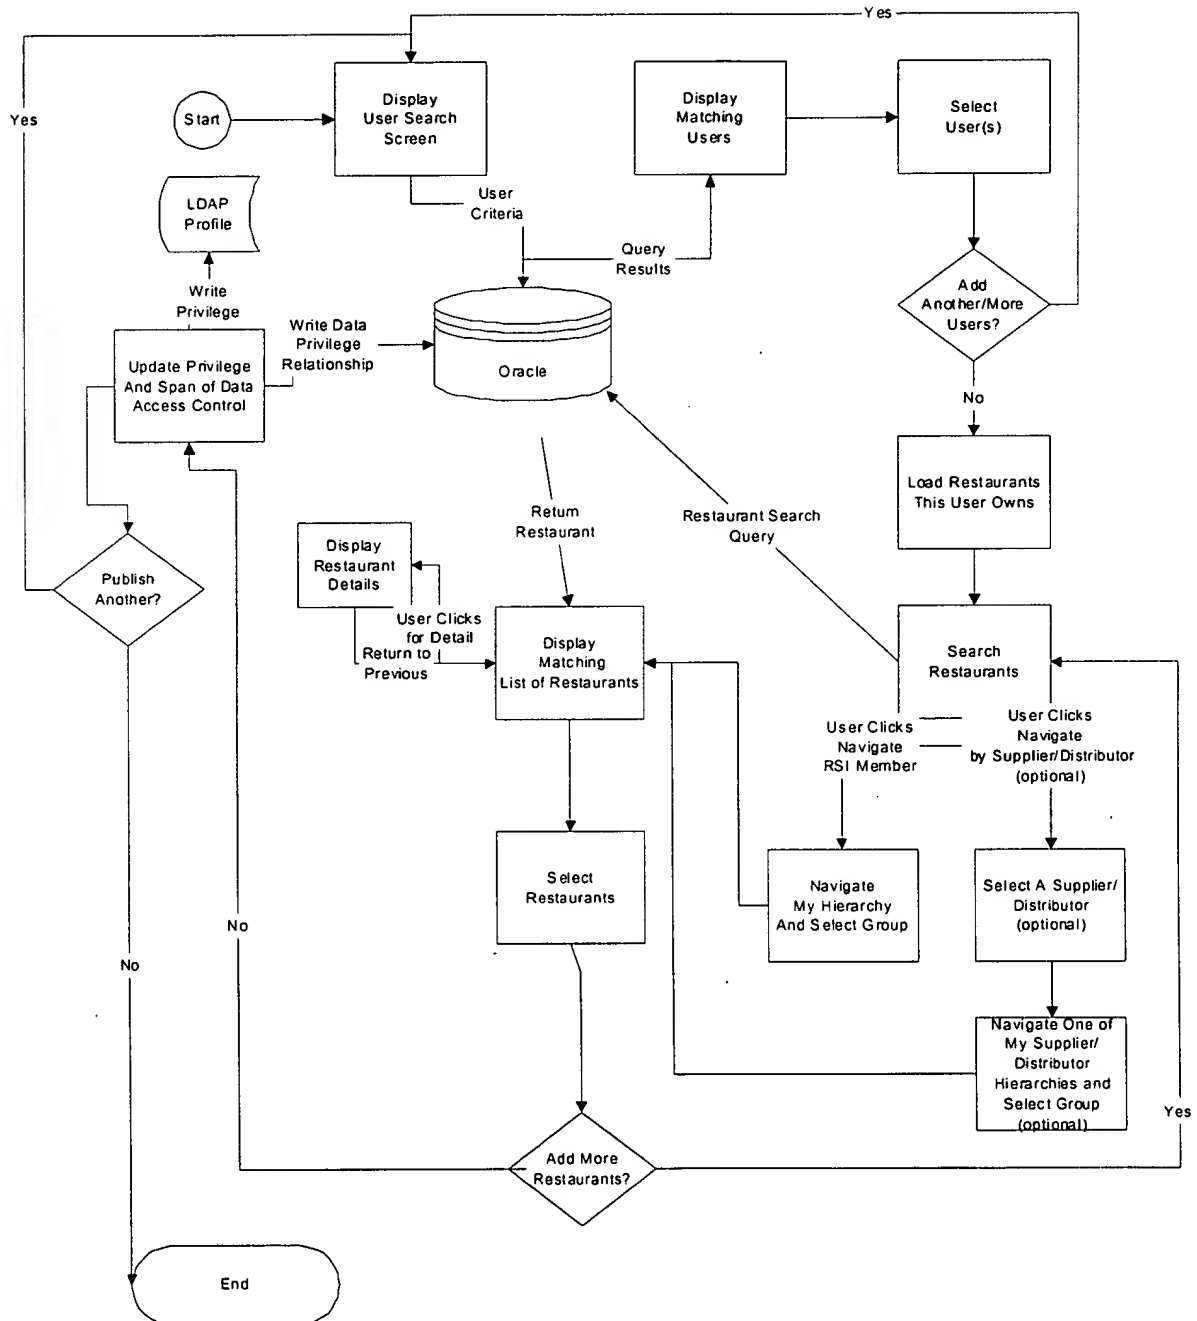 Yes
Yes
Start
Display
User Search
Screen
Display
Matching
Users
Select
User(s)
LDAP
Profile
User
Criteria
Query
Results
Add
Another/More
Users?
Write
Privilege
Write Data
Privilege
Relationship
Update Privilege
And Span of Data
Access Control
Oracle
No
Load Restaurants
This User Owns
Return
Restaurant
Restaurant Search
Query
Display
Restaurant
Details
Publish
Another?
User Clicks
for Detail
Return to
Previous
Display
Matching
List of Restaurants
Search
Restaurants
User Clicks
Navigate
RSI Member
User Clicks
Navigate
by Supplier/Distributor
(optional)
Select
Restaurants
Navigate
My Hierarchy
And Select Group
Select A Supplier/
Distributor
(optional)
No
No
Navigate One of
My Supplier/
Distributor
Hierarchies and
Select Group
(optional)
Yes
Add More
Restaurants?
End